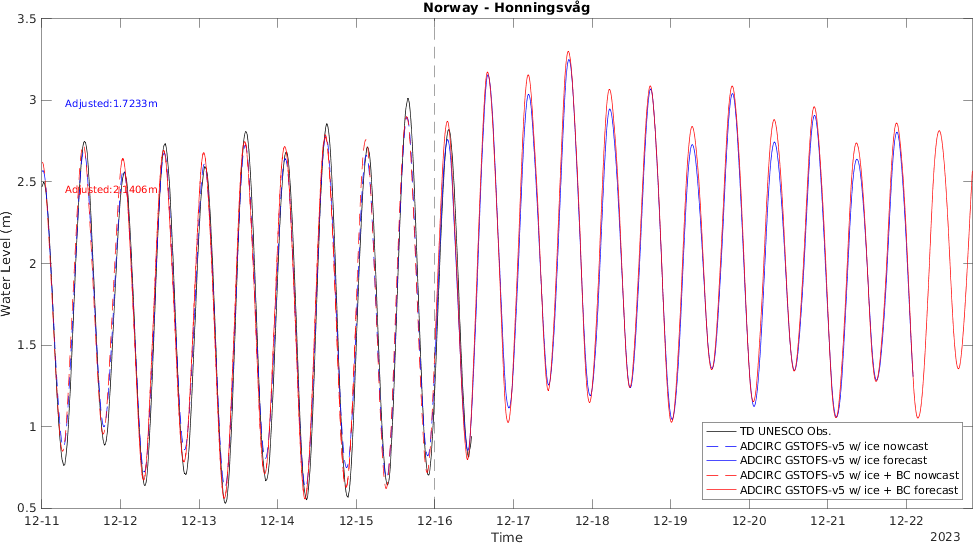 Norway - Honningsvåg
3.5
3
2.5
2
1.5
1
0.5
Water Level (m)
Adjusted:1.7233m
Adjusted:2.1406m
TD UNESCO Obs.
ADCIRC GSTOFS-v5 w/ ice nowcast
ADCIRC GSTOFS-v5 w/ ice forecast
ADCIRC GSTOFS-v5 w/ ice + BC nowcast
ADCIRC GSTOFS-v5 w/ ice + BC forecast
12-11 12-12 12-13 12-14 12-15 12-16 12-17 12-18 12-19 12-20 12-21 12-22
Time
2023